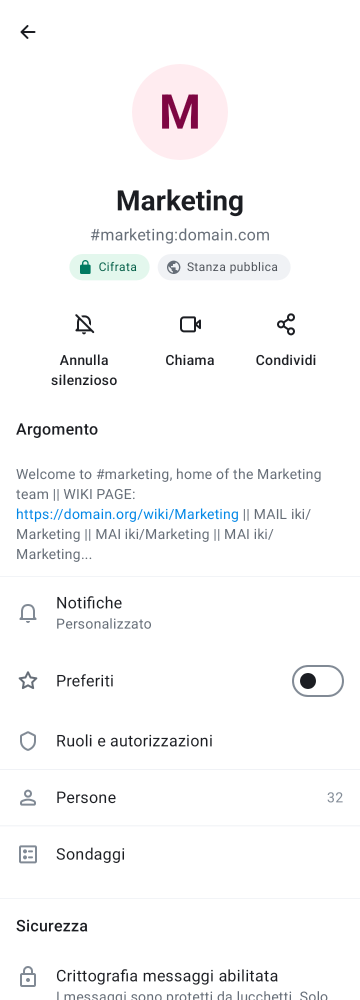 M
Marketing
#marketing:domain.com
Cifrata
Stanza pubblica
Annulla
silenzioso
Chiama
Condividi
Argomento
Welcome to #marketing, home of the Marketing
team || WIKI PAGE:
https://domain.org/wiki/Marketing || MAIL iki/
Marketing || MAI iki/Marketing || MAI iki/
Marketing...
Notifiche
Personalizzato
Preferiti
Ruoli e autorizzazioni
Persone 32
Sondaggi
Sicurezza
Crittografia messaggi abilitata
I messaggi sono protetti da lucchetti. Solo